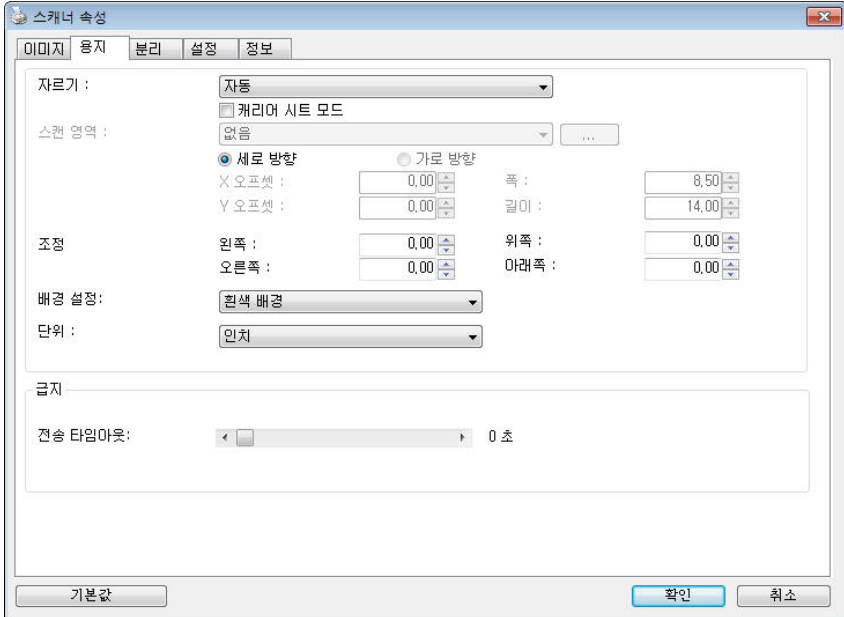 스캐너 속성
이미지 용지 분리 설정 정보
자르기 : 자동
캐리어 시트 모드
스캔 영역 : 없음 ...
세로 방향 가로 방향
X 오프셋 : 0,00 폭 : 8,50
Y 오프셋 : 0,00 길이 : 14,00
조정 왼쪽 : 0,00 위쪽 : 0,00
오른쪽 : 0,00 아래쪽 : 0,00
배경 설정: 흰색 배경
단위 : 인치
급지
전송 타임아웃: 0 초
기본값 확인 취소